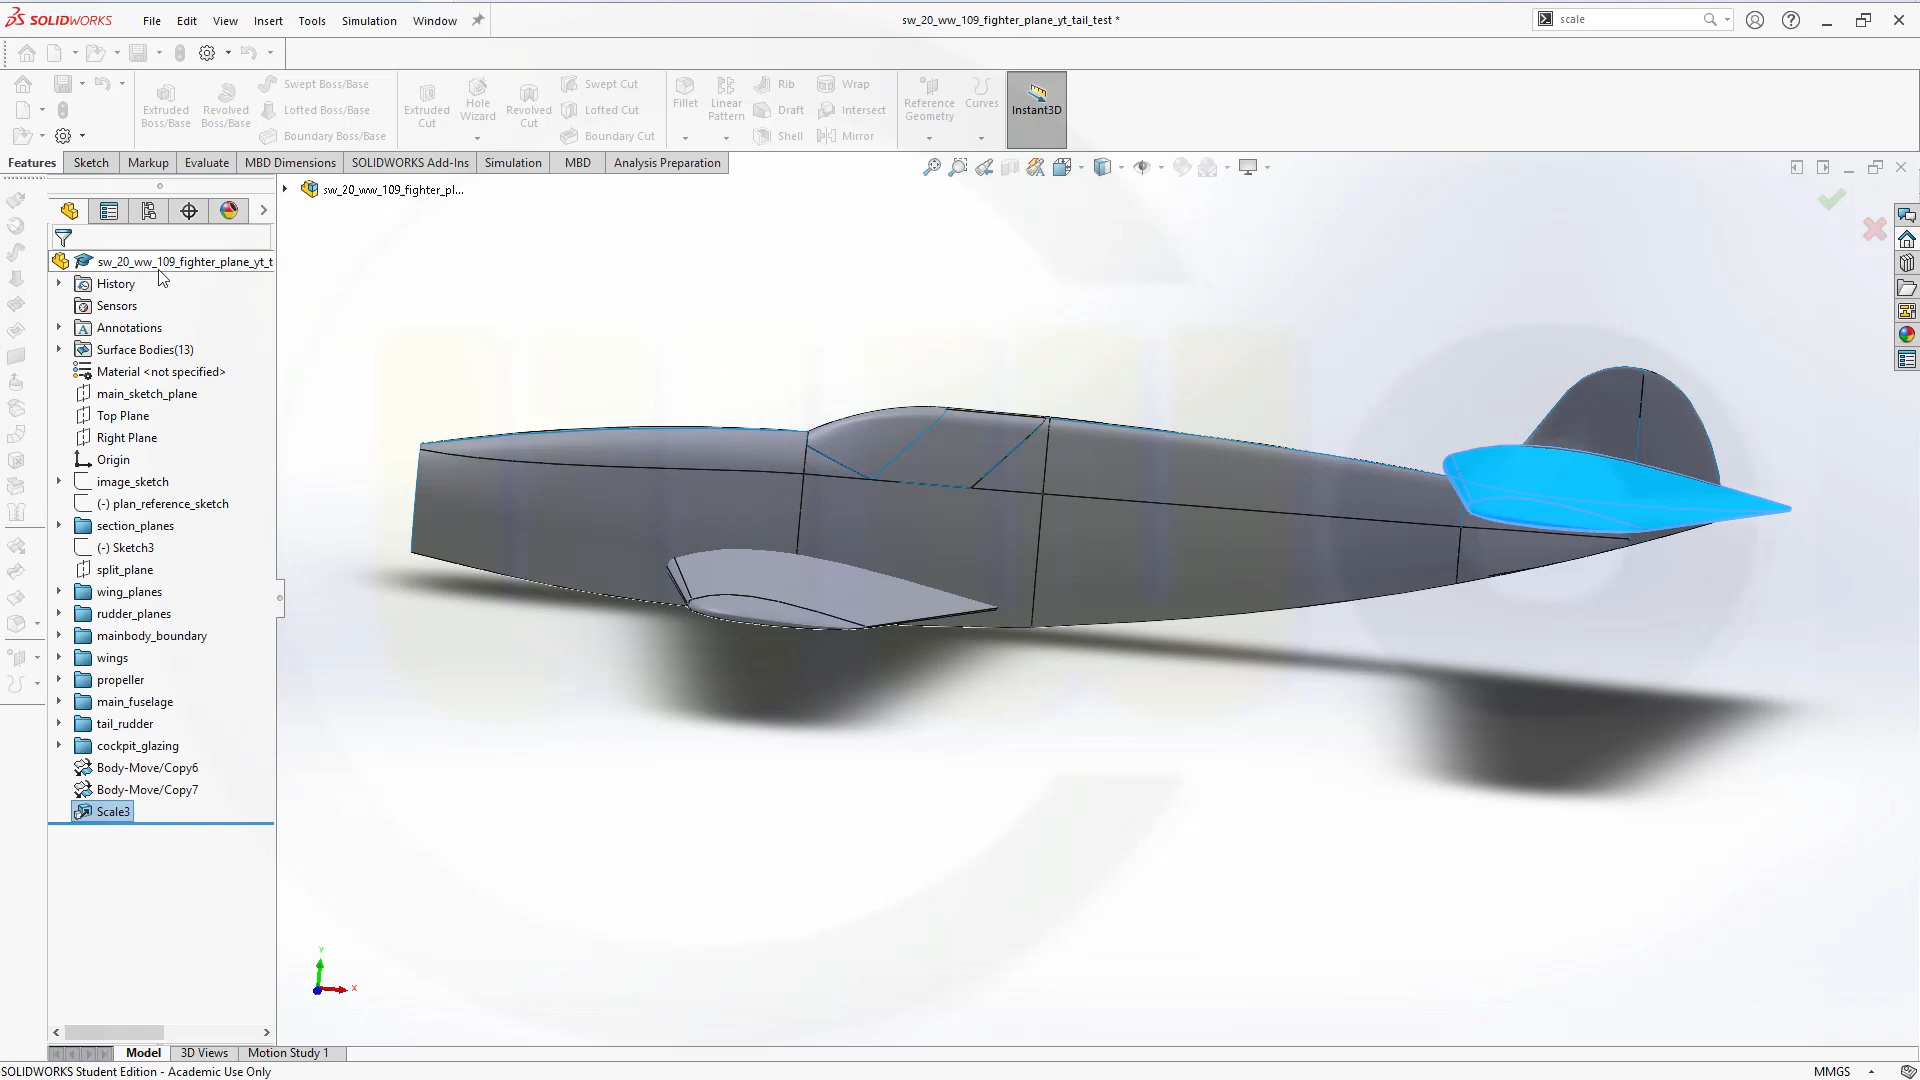 SOLIDWORKS File Edit View Insert Tools Simulation Window sw_20_ww_109_fighter_plane_yt_tail_test * scale
Extruded Boss/Base
Revolved Boss/Base
Swept Boss/Base
Lofted Boss/Base
Boundary Boss/Base
Extruded Cut
Hole Wizard
Revolved Cut
Swept Cut
Lofted Cut
Boundary Cut
Fillet
Linear Pattern
Rib
Draft
Shell
Wrap
Intersect
Mirror
Reference Geometry
Curves
Instant3D
Features Sketch Markup Evaluate MBD Dimensions SOLIDWORKS Add-Ins Simulation MBD Analysis Preparation
sw_20_ww_109_fighter_pl...
sw_20_ww_109_fighter_plane_yt_t
History
Sensors
Annotations
Surface Bodies(13)
Material <not specified>
main_sketch_plane
Top Plane
Right Plane
Origin
image_sketch
(-) plan_reference_sketch
section_planes
(-) Sketch3
split_plane
wing_planes
rudder_planes
mainbody_boundary
wings
propeller
main_fuselage
tail_rudder
cockpit_glazing
Body-Move/Copy6
Body-Move/Copy7
Scale3
Y
X
Model 3D Views Motion Study 1
SOLIDWORKS Student Edition - Academic Use Only MMGS